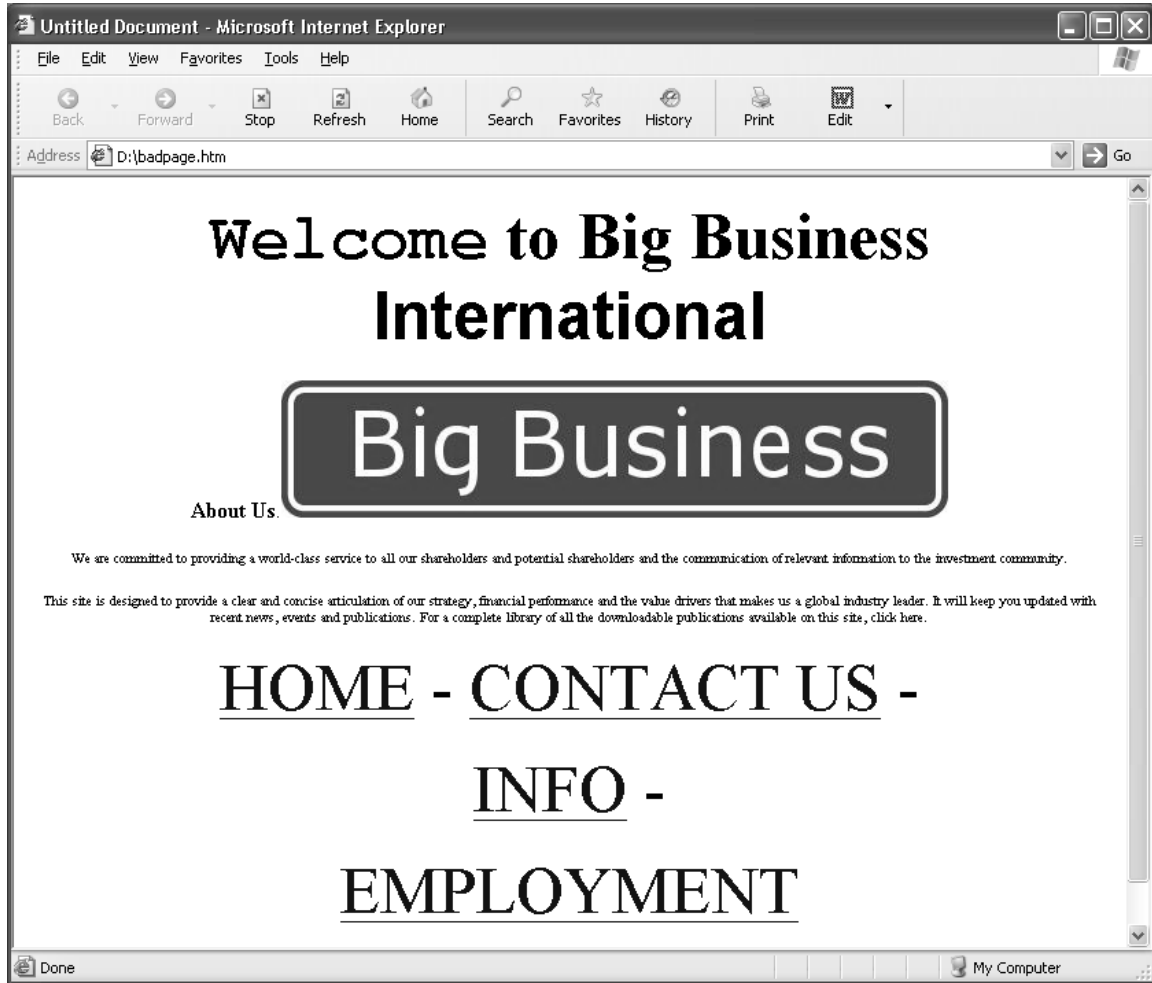 Untitled Document - Microsoft Internet Explorer
File Edit View Favorites Tools Help
Back Forward Stop Refresh Home Search Favorites History Print Edit
Address D:\badpage.htm Go
Welcome to Big Business
International
Big Business
About Us.
We are committed to providing a world-class service to all our shareholders and potential shareholders and the communication of relevant information to the investment community.
This site is designed to provide a clear and concise articulation of our strategy, financial performance and the value drivers that makes us a global industry leader. It will keep you updated with
recent news, events and publications. For a complete library of all the downloadable publications available on this site, click here.
HOME - CONTACT US -
INFO -
EMPLOYMENT
Done My Computer